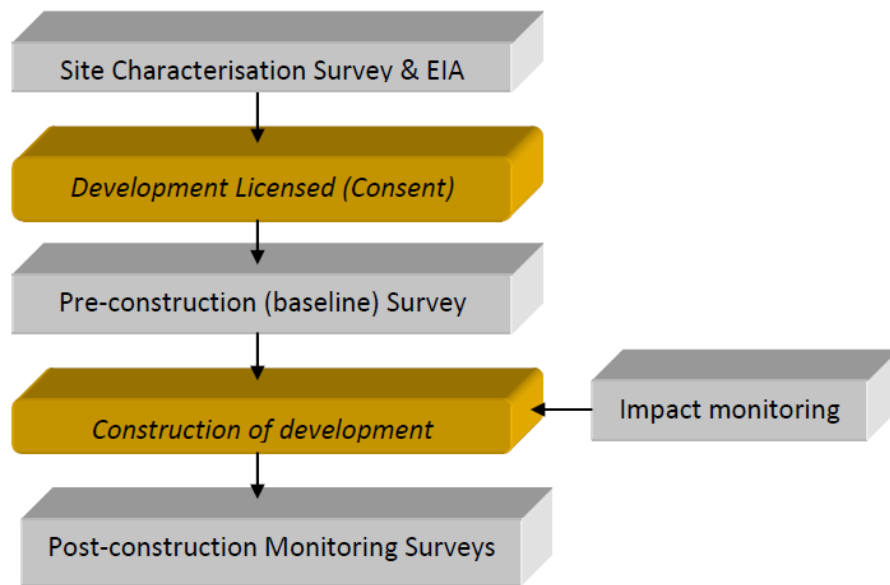 Site Characterisation Survey & EIA
Development Licensed (Consent)
Pre-construction (baseline) Survey
Construction of development
Impact monitoring
Post-construction Monitoring Surveys